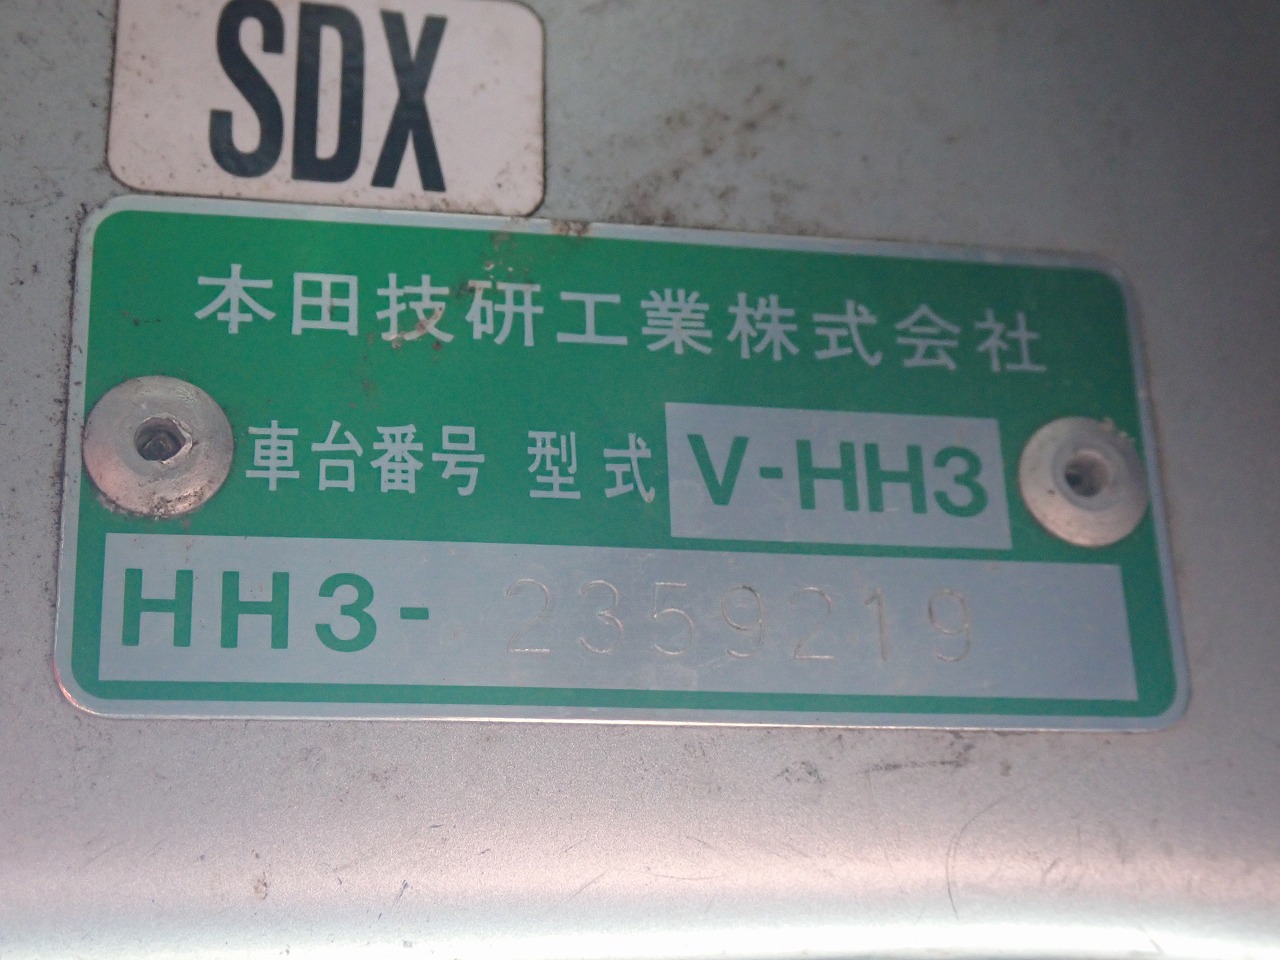 SDX
本田技研工業株式会社
車台番号 型式 V-HH3
HH3- 2359219